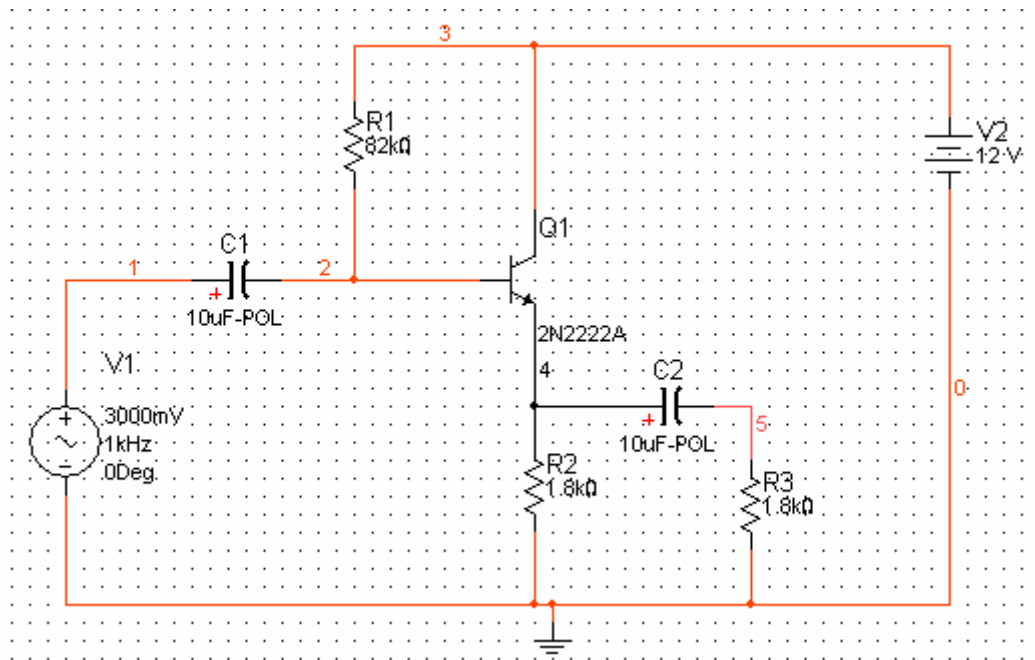 3
R1
82kΩ
V2
12 V
Q1
C1
1
2
+
10uF-POL
2N2222A
V1
4
C2
0
+
3000mV
1kHz
0Deg
+
5
10uF-POL
R2
1.8kΩ
R3
1.8kΩ